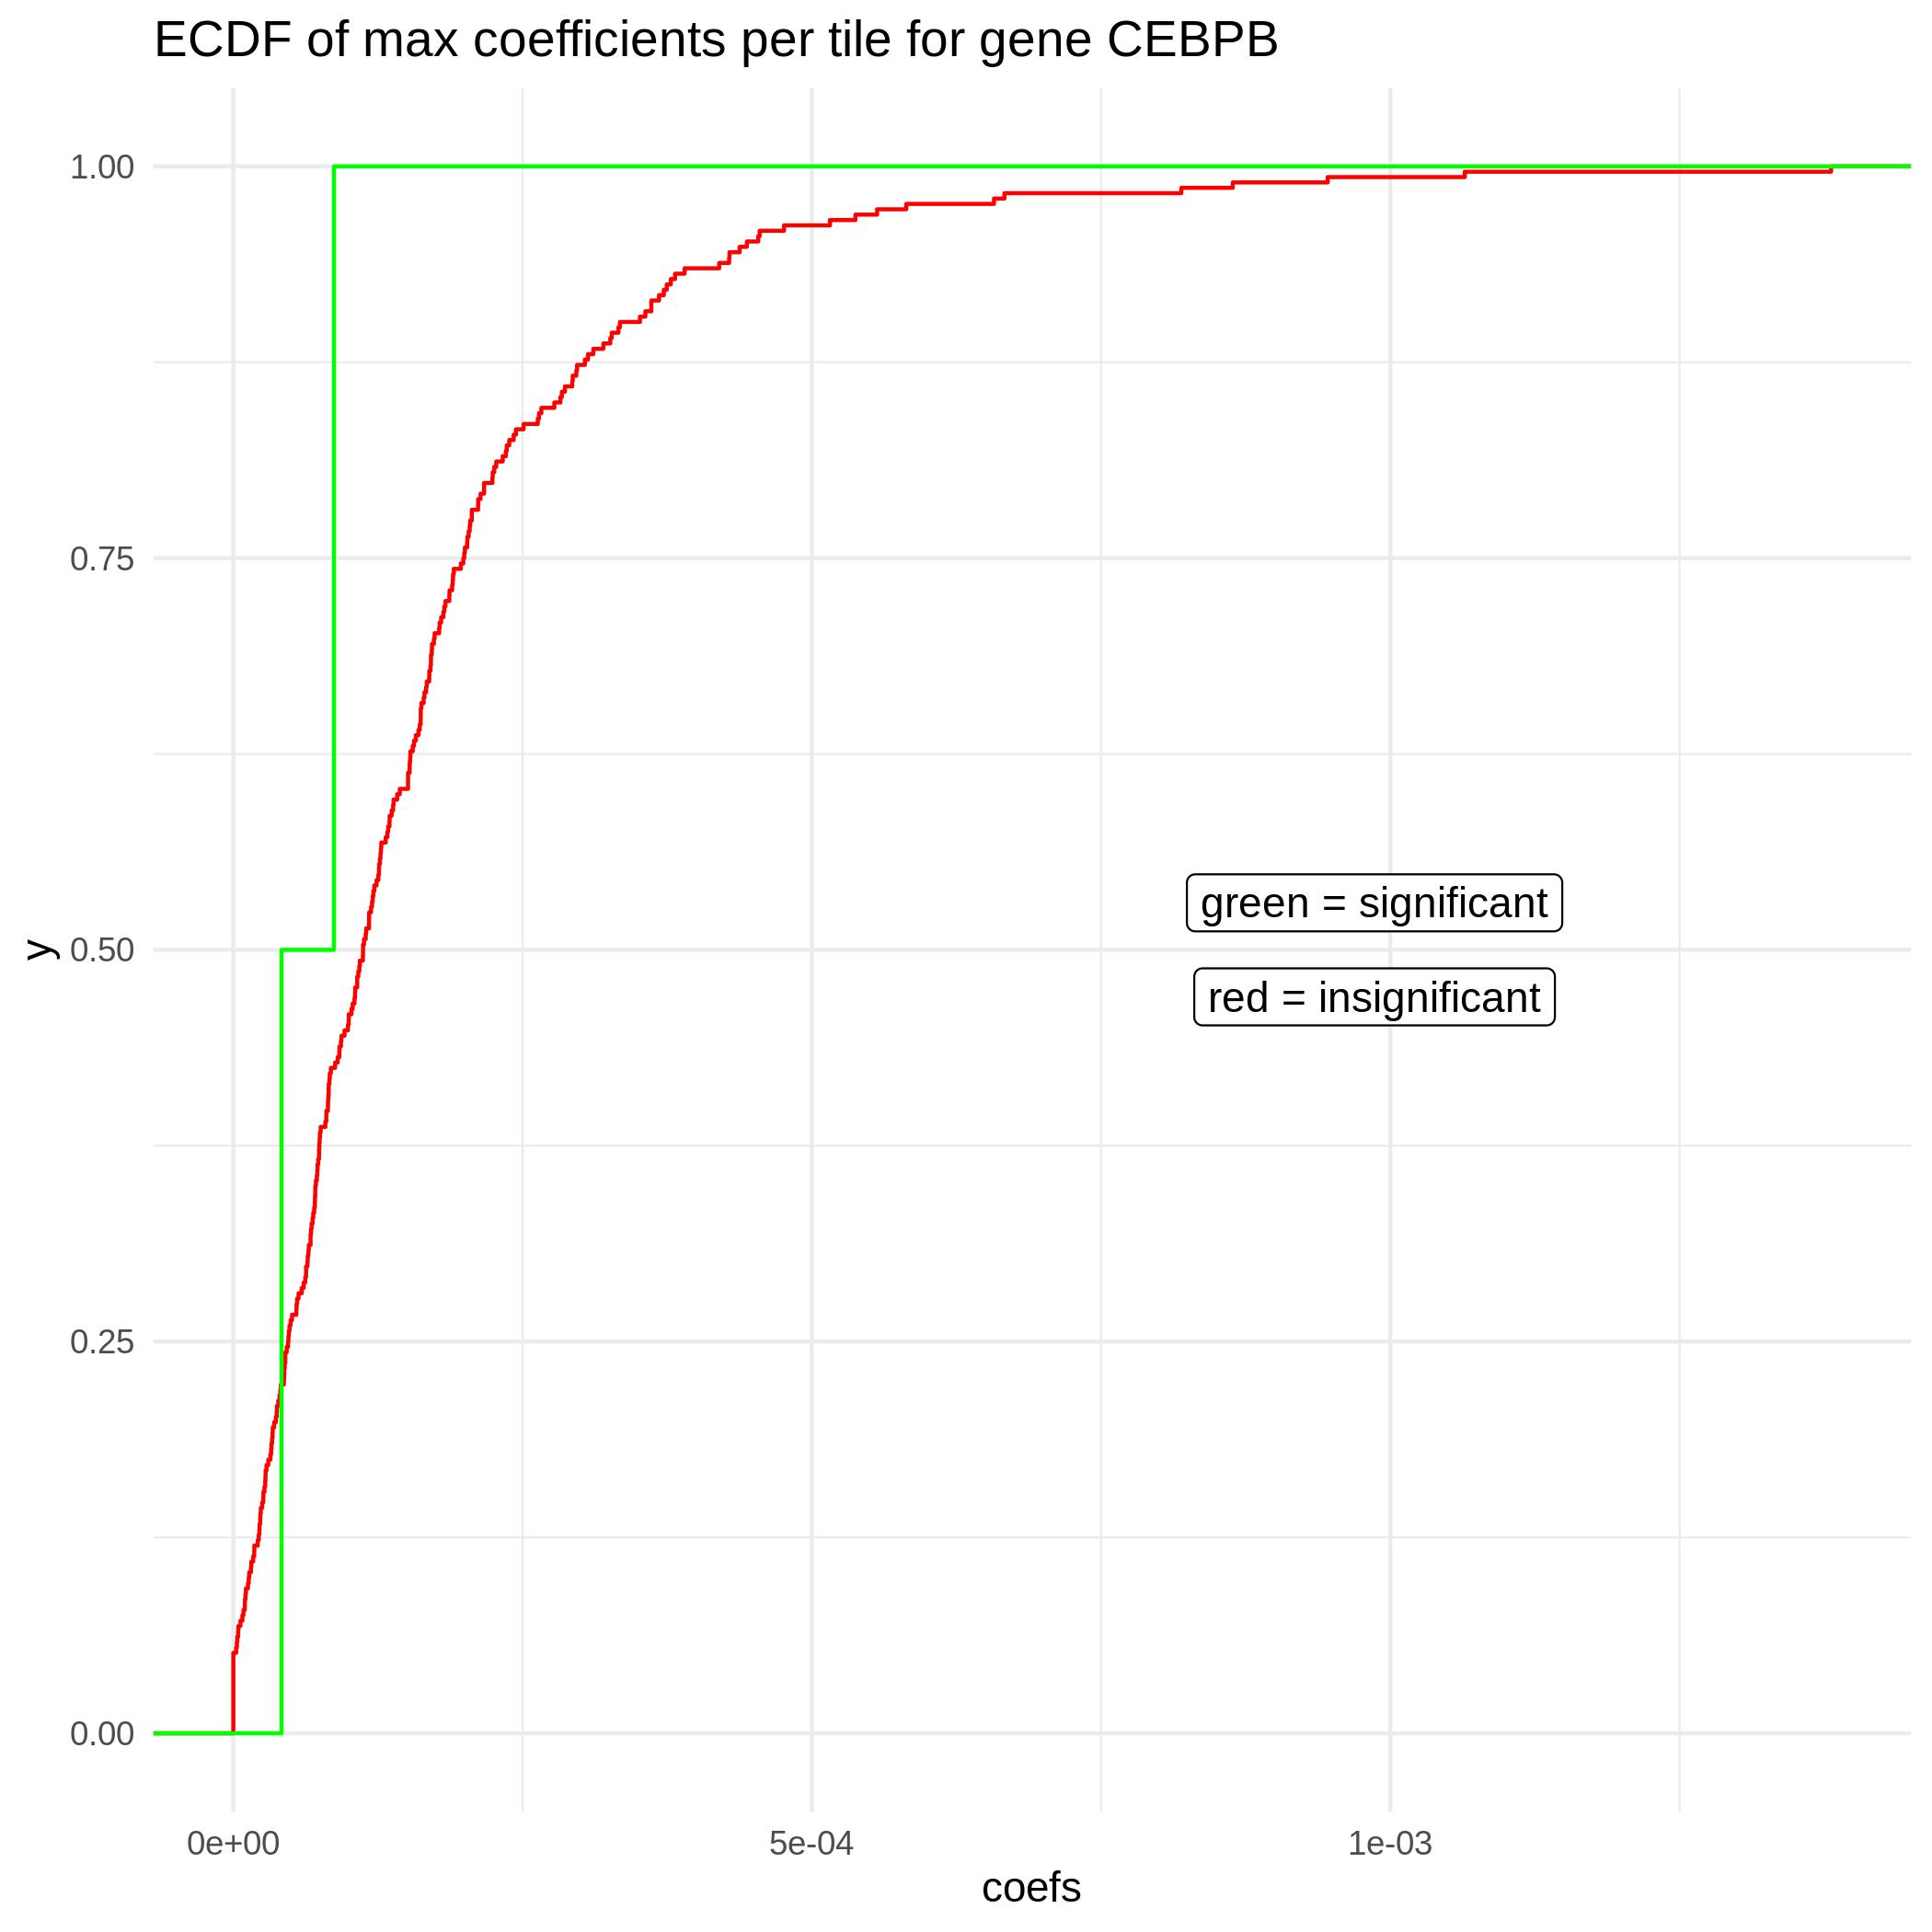 ECDF of max coefficients per tile for gene CEBPB
1.00
0.75
0.50
0.25
0.00
y
green = significant
red = insignificant
0e+00 5e-04 1e-03
coefs